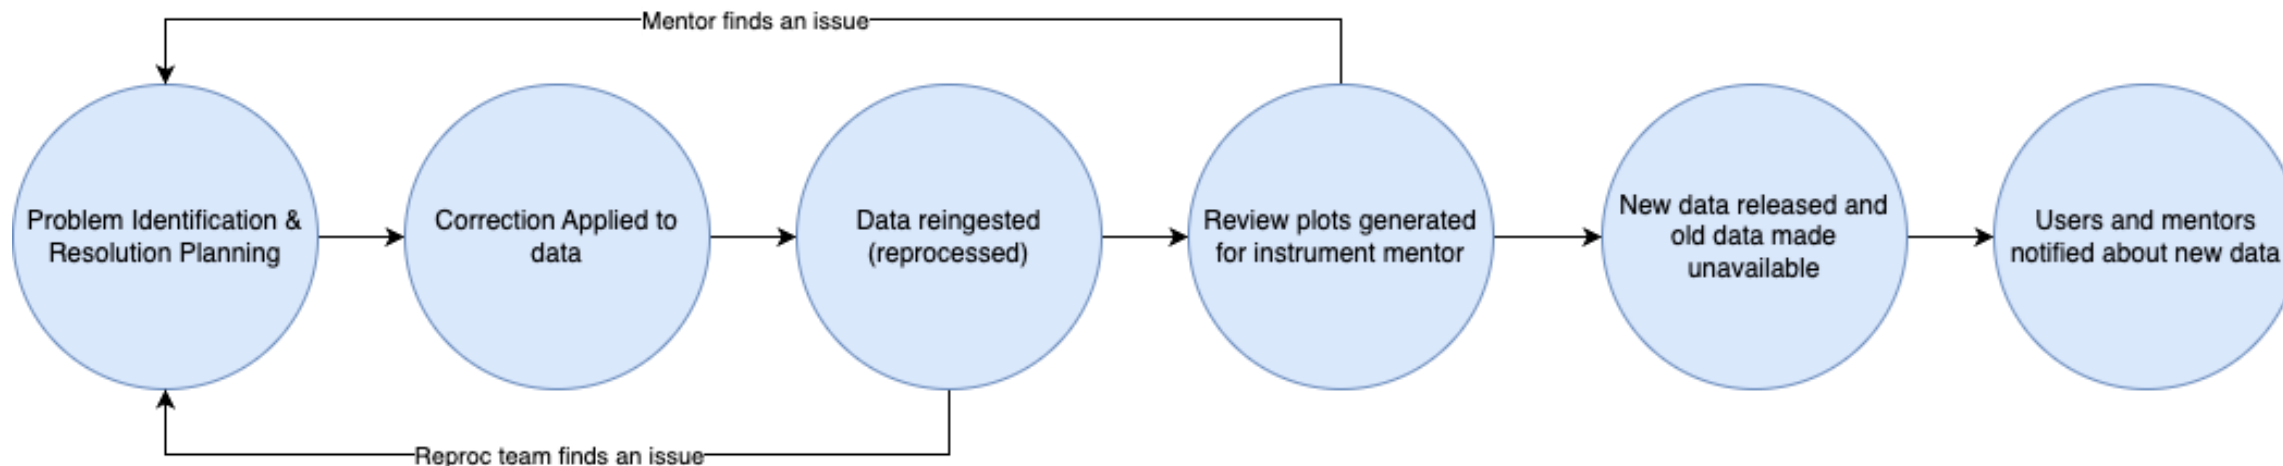 Mentor finds an issue
Problem Identification &
Resolution Planning
Correction Applied to
data
Data reingested
(reprocessed)
Review plots generated
for instrument mentor
New data released and
old data made
unavailable
Users and mentors
notified about new data
Reproc team finds an issue